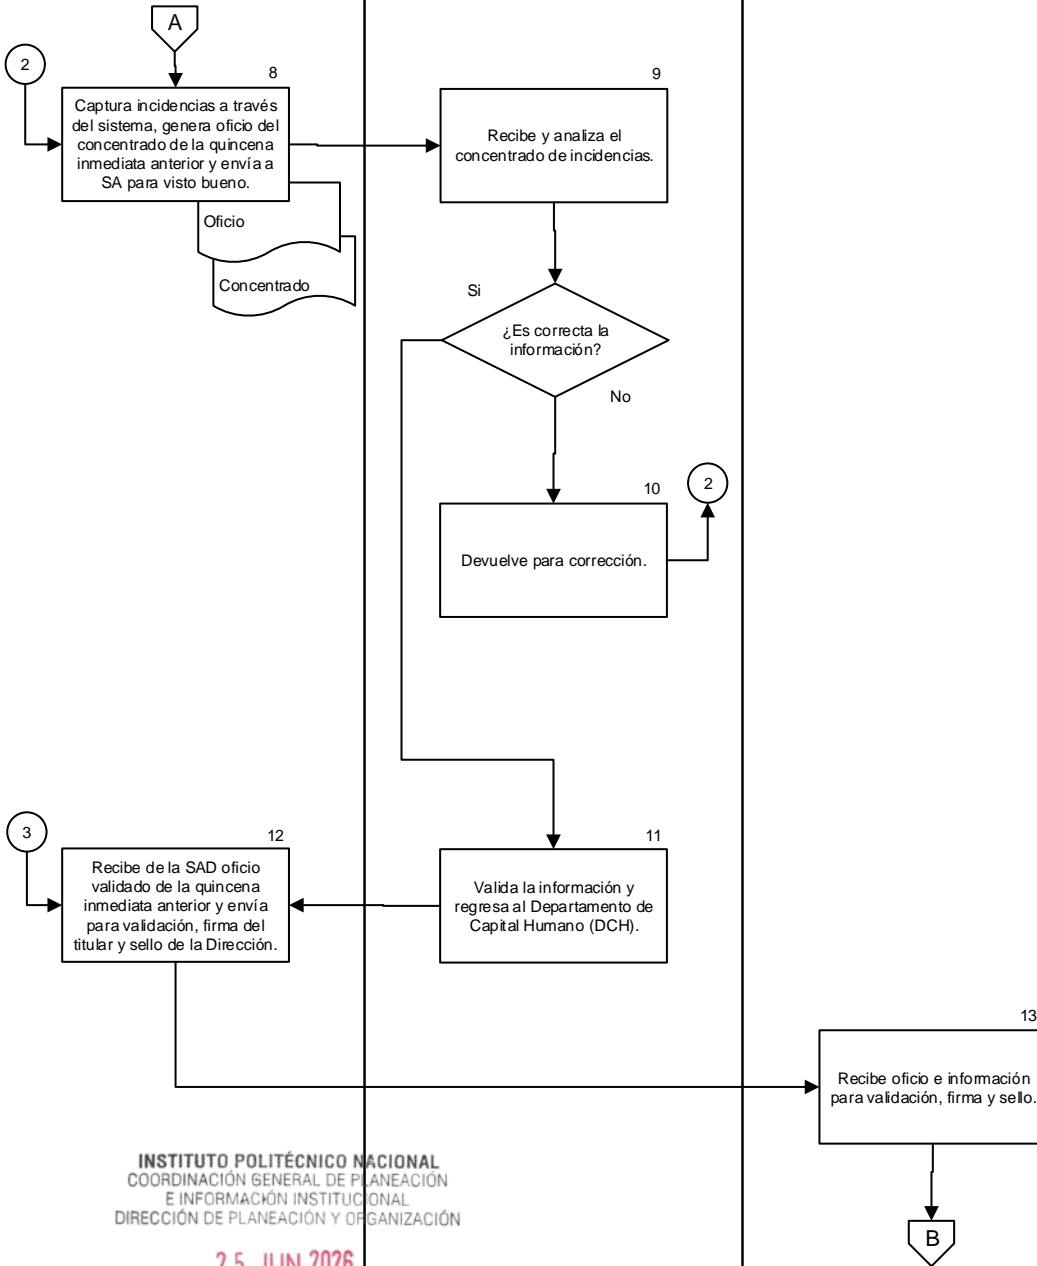 A
2
8
Captura incidencias a través
del sistema, genera oficio del
concentrado de la quincena
inmediata anterior y envía a
SA para visto bueno.
Oficio
Concentrado
9
Recibe y analiza el
concentrado de incidencias.
Si
¿Es correcta la
información?
No
10
2
Devuelve para corrección.
3
12
Recibe de la SAD oficio
validado de la quincena
inmediata anterior y envía
para validación, firma del
titular y sello de la Dirección.
11
Valida la información y
regresa al Departamento de
Capital Humano (DCH).
13
Recibe oficio e información
para validación, firma y sello.
INSTITUTO POLITÉCNICO NACIONAL
COORDINACIÓN GENERAL DE PLANEACIÓN
E INFORMACIÓN INSTITUCIONAL
DIRECCIÓN DE PLANEACIÓN Y ORGANIZACIÓN
25 JUN 2026
B